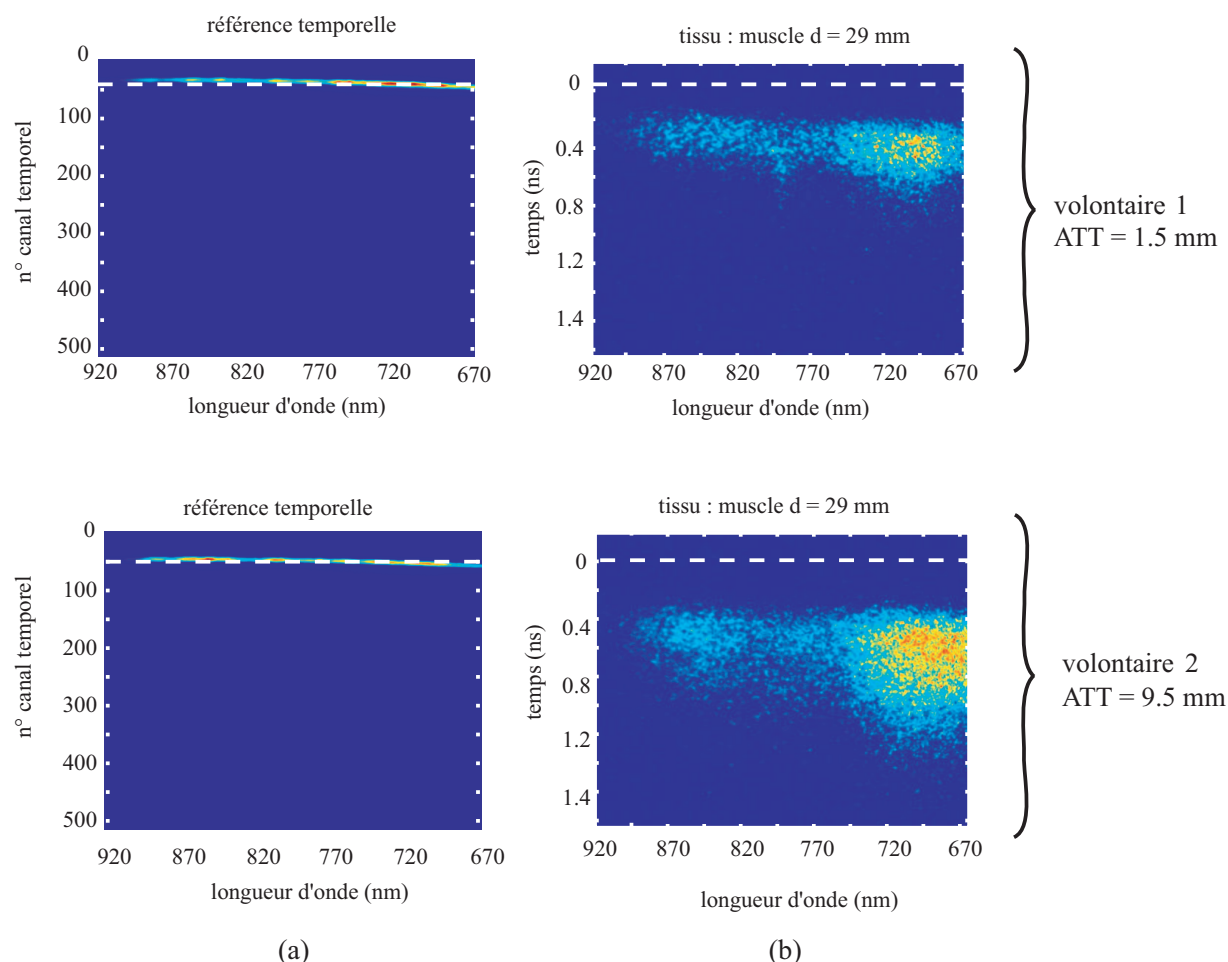 référence temporelle
0
100
200
300
400
500
n° canal temporel
920 870 820 770 720 670
longueur d'onde (nm)
tissu : muscle d = 29 mm
0
0.4
0.8
1.2
1.4
temps (ns)
920 870 820 770 720 670
longueur d'onde (nm)
volontaire 1
ATT = 1.5 mm
référence temporelle
0
100
200
300
400
500
n° canal temporel
920 870 820 770 720 670
longueur d'onde (nm)
(a)
tissu : muscle d = 29 mm
0
0.4
0.8
1.2
1.4
temps (ns)
920 870 820 770 720 670
longueur d'onde (nm)
(b)
volontaire 2
ATT = 9.5 mm